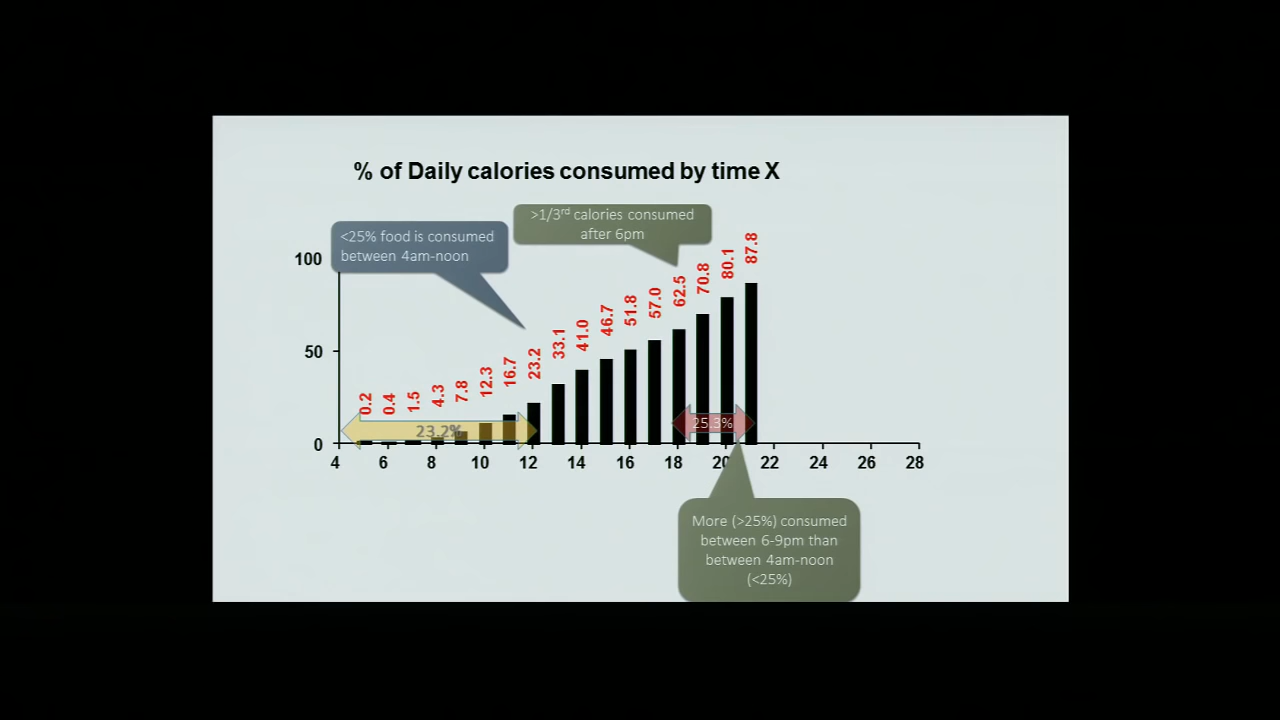 % of Daily calories consumed by time X
>1/3rd calories consumed
after 6pm
<25% food is consumed
between 4am-noon
100
50
0
0.2
0.4
1.5
4.3
7.8
12.3
16.7
23.2
33.1
41.0
46.7
51.8
57.0
62.5
70.8
80.1
87.8
23.2%
25.3%
4 6 8 10 12 14 16 18 20 22 24 26 28
More (>25%) consumed
between 6-9pm than
between 4am-noon
(<25%)